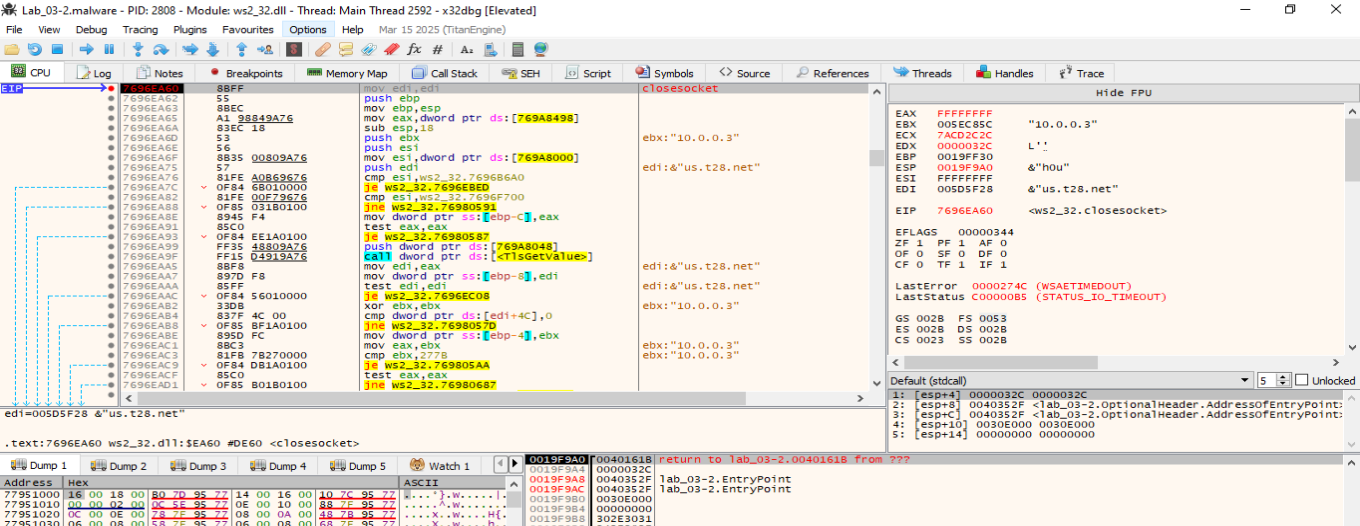 Lab_03-2.malware - PID: 2808 - Module: ws2_32.dll - Thread: Main Thread 2592 - x32dbg [Elevated]
File View Debug Tracing Plugins Favourites Options Help Mar 15 2025 (TitanEngine)
CPU Log Notes Breakpoints Memory Map Call Stack SEH Script Symbols Source References Threads Handles Trace
EIP 7696EA60 8BFF mov edi,edi closesocket
7696EA62 55 push ebp
7696EA63 8BEC mov ebp,esp
7696EA65 A1 98849A76 mov eax,dword ptr ds:[769A8498]
7696EA6A 83EC 18 sub esp,18
7696EA6D 53 push ebx ebx:"10.0.0.3"
7696EA6E 56 push esi
7696EA6F 8B35 00809A76 mov esi,dword ptr ds:[769A8000]
7696EA75 57 push edi edi:&"us.t28.net"
7696EA76 81FE A0B69676 cmp esi,ws2_32.7696B6A0
7696EA7C 0F84 6B010000 je ws2_32.7696EBED
7696EA82 81FE 00F79676 cmp esi,ws2_32.7696F700
7696EA88 0F85 031B0100 jne ws2_32.76980591
7696EA8E 8945 F4 mov dword ptr ss:[ebp-C],eax
7696EA91 85C0 test eax,eax
7696EA93 0F84 EE1A0100 je ws2_32.76980587
7696EA99 FF35 48809A76 push dword ptr ds:[769A8048]
7696EA9F FF15 D4919A76 call dword ptr ds:[<TlsGetValue>]
7696EAA5 8BF8 mov edi,eax edi:&"us.t28.net"
7696EAA7 897D F8 mov dword ptr ss:[ebp-8],edi
7696EAAA 85FF test edi,edi edi:&"us.t28.net"
7696EAAC 0F84 56010000 je ws2_32.7696EC08
7696EAB2 33DB xor ebx,ebx ebx:"10.0.0.3"
7696EAB4 837F 4C 00 cmp dword ptr ds:[edi+4C],0
7696EAB8 0F85 BF1A0100 jne ws2_32.7698057D
7696EABE 895D FC mov dword ptr ss:[ebp-4],ebx
7696EAC1 8BC3 mov eax,ebx ebx:"10.0.0.3"
7696EAC3 81FB 7B270000 cmp ebx,277B ebx:"10.0.0.3"
7696EAC9 0F84 DB1A0100 je ws2_32.769805AA
7696EACF 85C0 test eax,eax
7696EAD1 0F85 B01B0100 jne ws2_32.76980687
Hide FPU
EAX FFFFFFFF
EBX 005EC85C "10.0.0.3"
ECX 7ACD2C2C
EDX 0000032C
EBP 0019FF30
ESP 0019F9A0 &"hou"
ESI FFFFFFFF
EDI 005D5F28 &"us.t28.net"
EIP 7696EA60 <ws2_32.closesocket>
EFLAGS 00000344
ZF 1 PF 1 AF 0
OF 0 SF 0 DF 0
CF 0 TF 1 IF 1
LastError 0000274C (WSAETIMEDOUT)
LastStatus C00000B5 (STATUS_IO_TIMEOUT)
GS 002B FS 0053
ES 002B DS 002B
CS 0023 SS 002B
Default (stdcall) 5 Unlocked
1: [esp+4] 0000032C 0000032C
2: [esp+8] 0040352F <lab_03-2.OptionalHeader.AddressOfEntryPoint>
3: [esp+C] 0040352F <lab_03-2.OptionalHeader.AddressOfEntryPoint>
4: [esp+10] 0030E000 0030E000
5: [esp+14] 00000000 00000000
edi=005D5F28 &"us.t28.net"
.text:7696EA60 ws2_32.dll:$EA60 #DE60 <closesocket>
Dump 1 Dump 2 Dump 3 Dump 4 Dump 5 Watch 1
Address Hex ASCII
77951000 16 00 18 00 B0 7D 95 77 14 00 16 00 10 7C 95 77
77951010 00 00 02 00 0C 5E 95 77 0E 00 10 00 88 7F 95 77
77951020 0C 00 0E 00 78 7F 95 77 08 00 0A 00 48 7B 95 77
77951030 06 00 08 00 58 7F 95 77 06 00 08 00 68 7F 95 77
0019F9A0 0040161B return to lab_03-2.0040161B from ???
0019F9A4 0000032C
0019F9A8 0040352F lab_03-2.EntryPoint
0019F9AC 0040352F lab_03-2.EntryPoint
0019F9B0 0030E000
0019F9B4 00000000
0019F9B8 302E3031